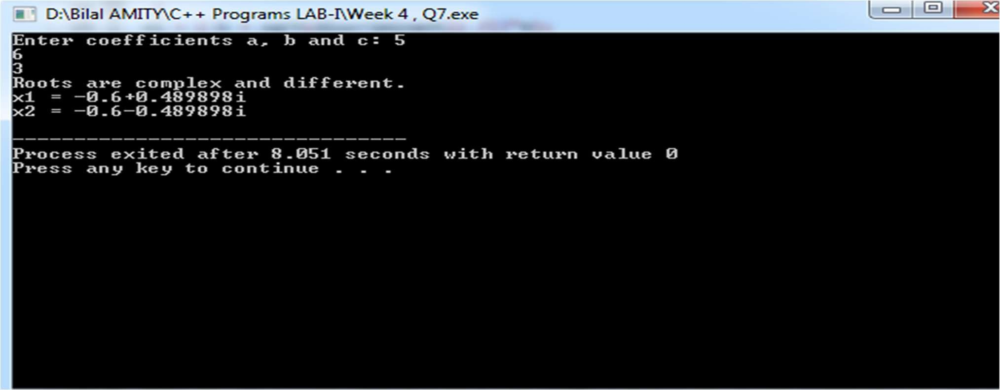 D:\Bilal AMITY\C++ Programs LAB-I\Week 4 , Q7.exe
Enter coefficients a, b and c: 5
6
3
Roots are complex and different.
x1 = -0.6+0.489898i
x2 = -0.6-0.489898i
--------------------------------
Process exited after 8.051 seconds with return value 0
Press any key to continue . . .